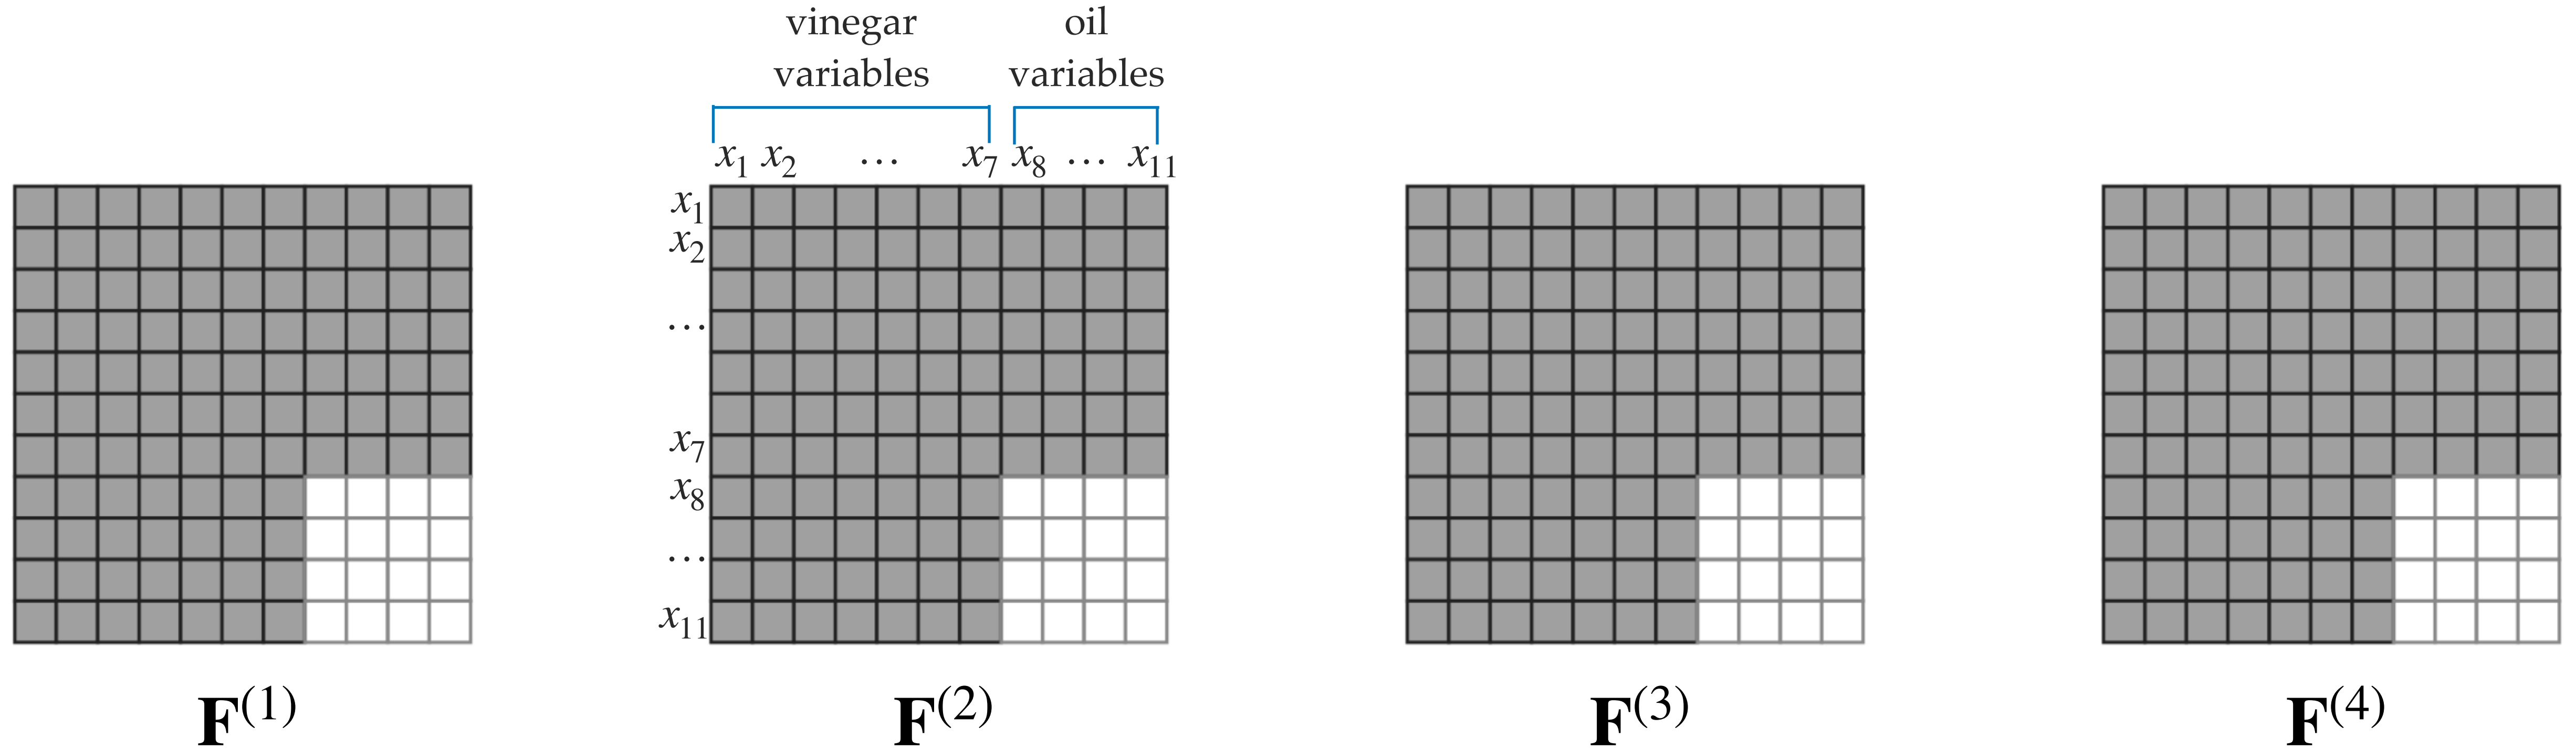 vinegar variables
oil variables
x₁ x₂ … x₇ x₈ … x₁₁
x₁
x₂
…
x₇
x₈
…
x₁₁
F⁽¹⁾ F⁽²⁾ F⁽³⁾ F⁽⁴⁾